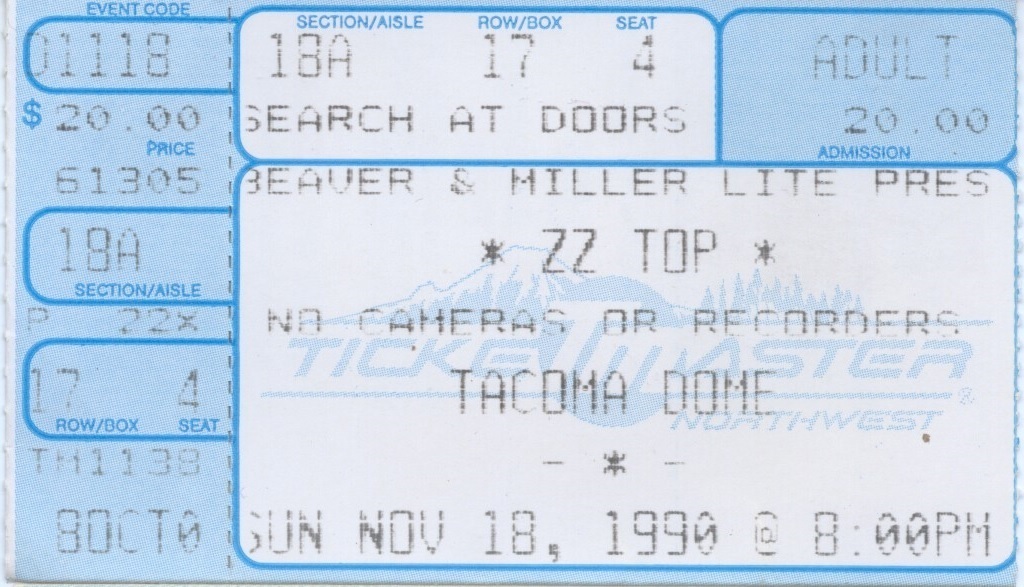 EVENT CODE
01118
$ 20.00
PRICE
61305
18A
SECTION/AISLE
P 22X
17 4
ROW/BOX SEAT
TH1138
8OCT0
SECTION/AISLE ROW/BOX SEAT
18A 17 4
SEARCH AT DOORS
ADULT
20.00
ADMISSION
BEAVER & MILLER LITE PRES
* ZZ TOP *
NO CAMERAS OR RECORDERS
TICKETMASTER
TACOMA DOME
NORTHWEST ®
- * -
SUN NOV 18, 1990 @ 8:00PM